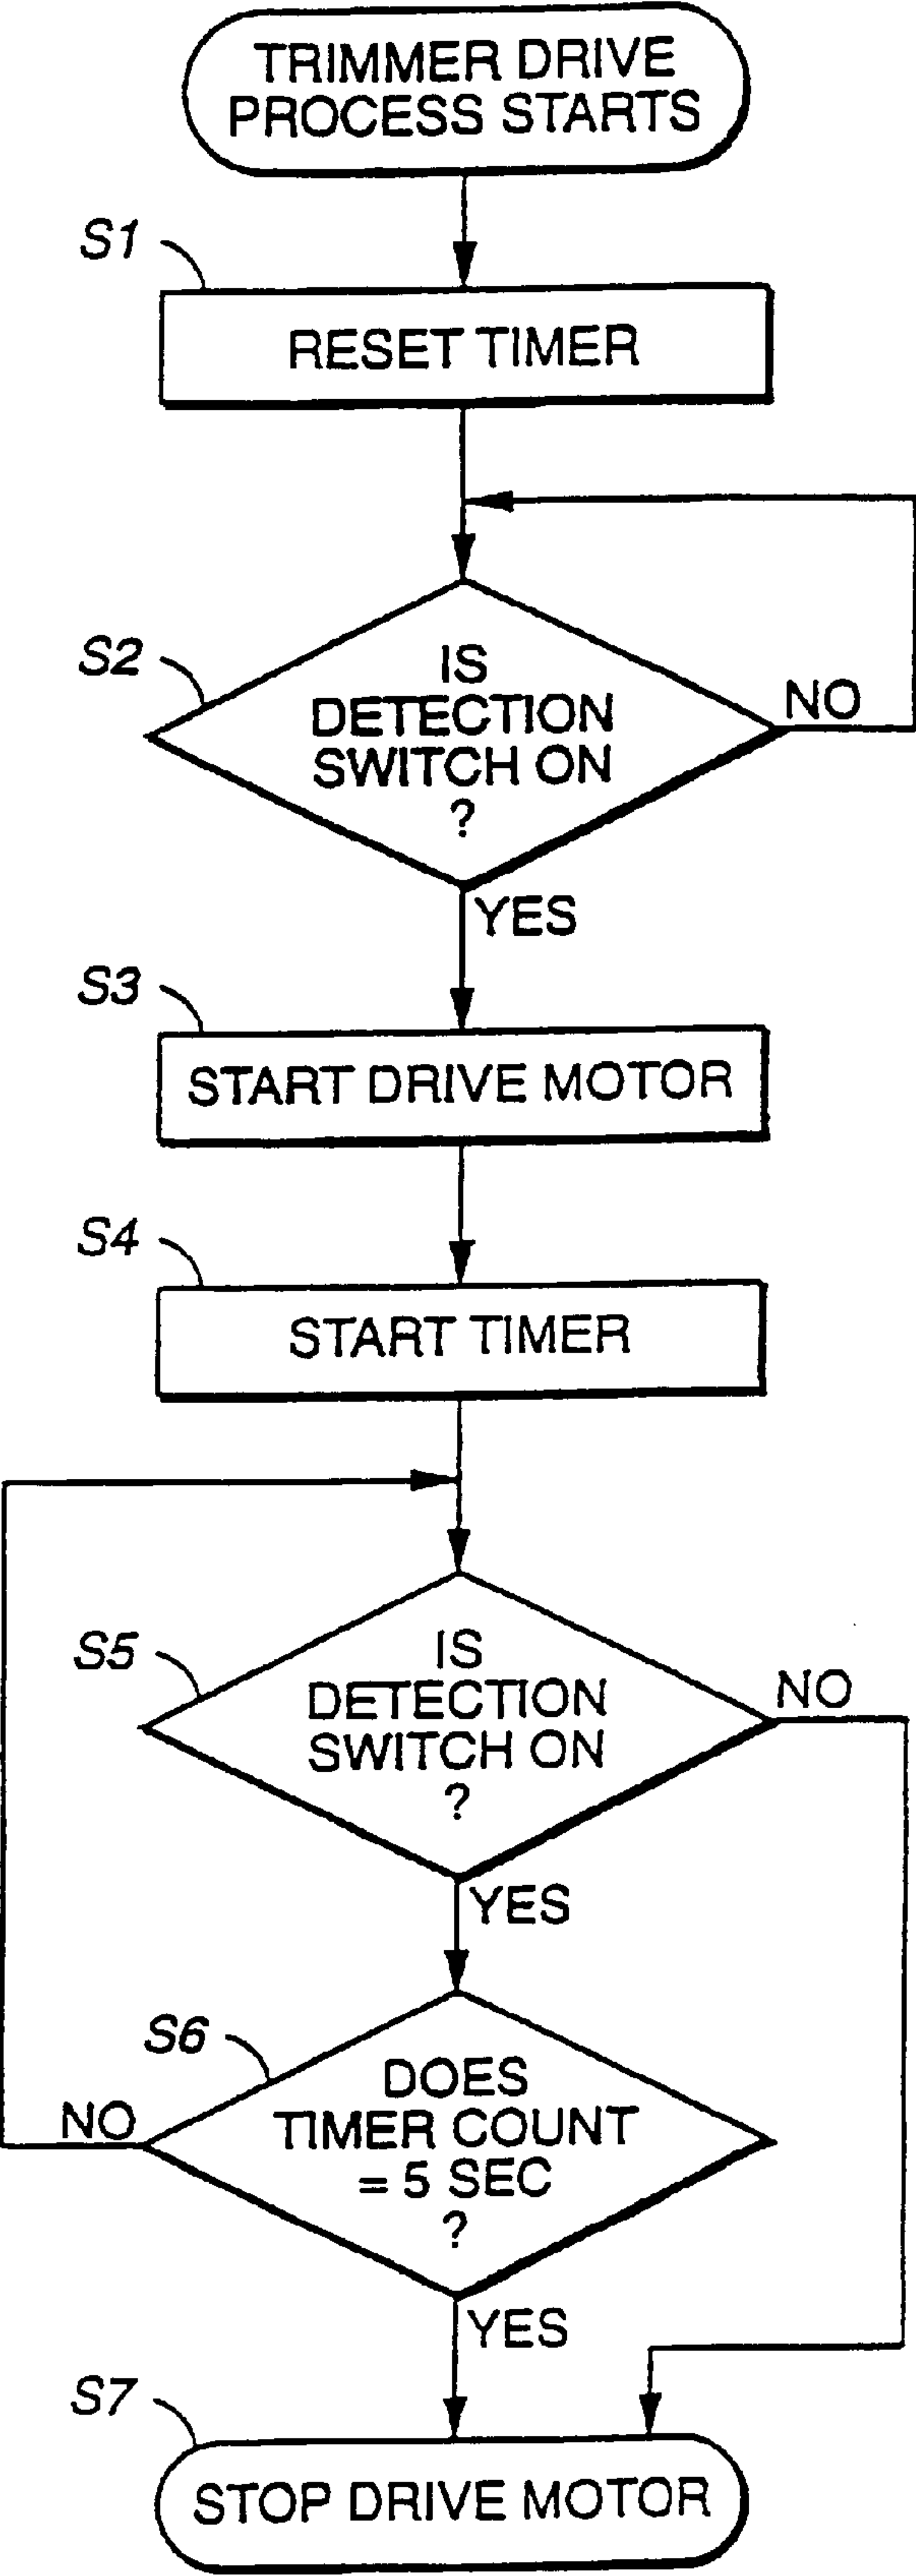 TRIMMER DRIVE
PROCESS STARTS
S1
RESET TIMER
S2
IS
DETECTION
SWITCH ON
?
NO
YES
S3
START DRIVE MOTOR
S4
START TIMER
S5
IS
DETECTION
SWITCH ON
?
NO
YES
S6
DOES
TIMER COUNT
= 5 SEC
?
NO
YES
S7
STOP DRIVE MOTOR